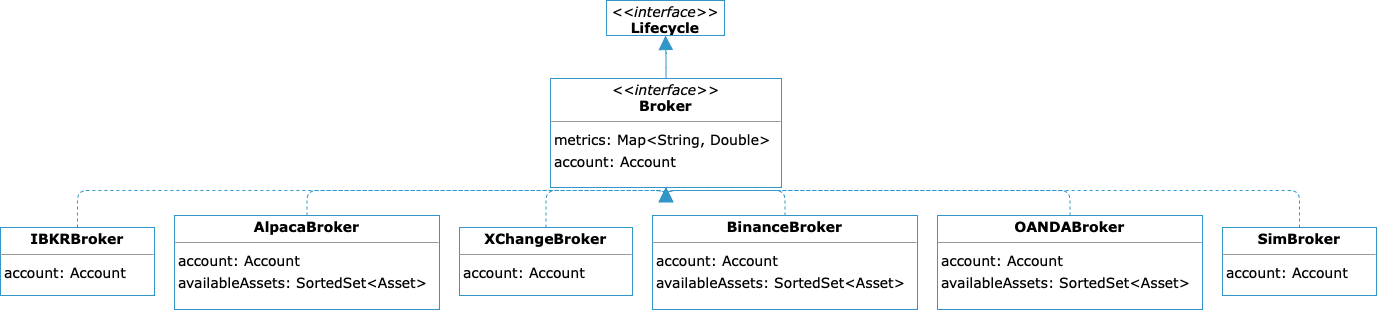 <<interface>>
Lifecycle
<<interface>>
Broker
metrics: Map<String, Double>
account: Account
IBKRBroker
account: Account
AlpacaBroker
account: Account
availableAssets: SortedSet<Asset>
XChangeBroker
account: Account
BinanceBroker
account: Account
availableAssets: SortedSet<Asset>
OANDABroker
account: Account
availableAssets: SortedSet<Asset>
SimBroker
account: Account